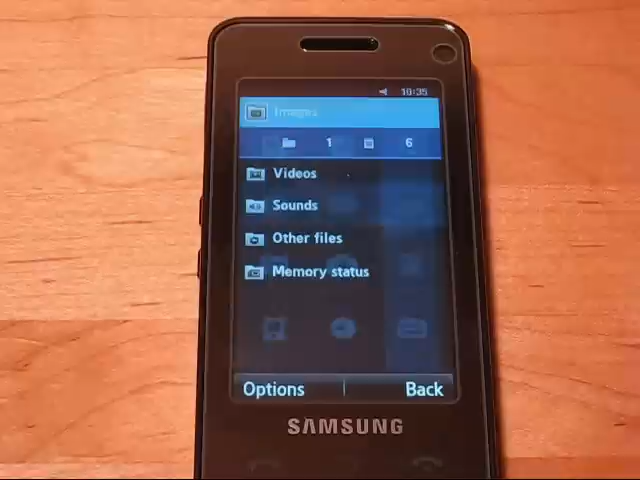 10:35
Images
1 6
Videos
Sounds
Other files
Memory status
Options Back
SAMSUNG